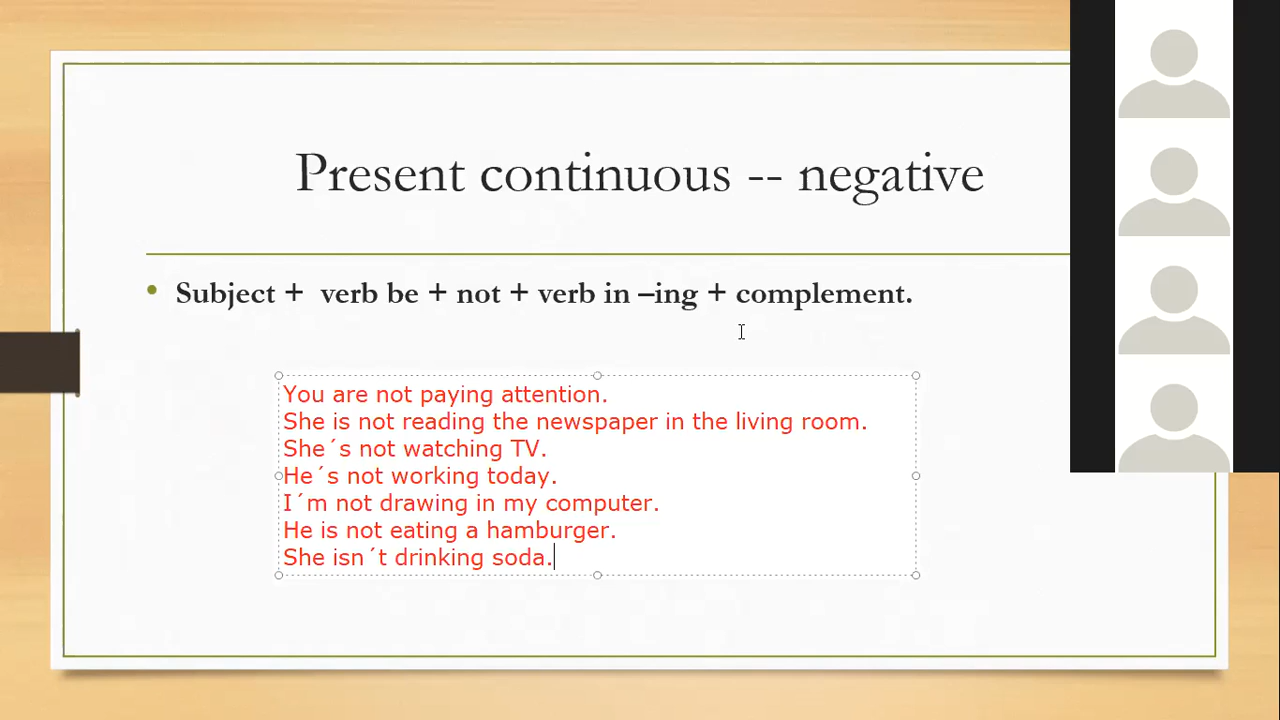 Present continuous -- negative
• Subject +  verb be + not + verb in –ing + complement.
You are not paying attention.
She is not reading the newspaper in the living room.
She´s not watching TV.
He´s not working today.
I´m not drawing in my computer.
He is not eating a hamburger.
She isn´t drinking soda.